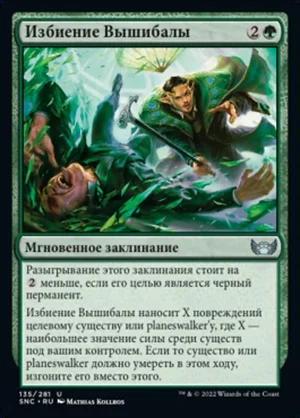 Избиение Вышибалы 2
Мгновенное заклинание
Разыгрывание этого заклинания стоит на
2 меньше, если его целью является черный
перманент.
Избиение Вышибалы наносит X повреждений
целевому существу или planeswalker'у, где X —
наибольшее значение силы среди существ
под вашим контролем. Если то существо или
planeswalker должно умереть в этом ходу,
изгоните его вместо этого.
135/281 U
SNC • RU Mathias Kollros
™ & © 2022 Wizards of the Coast